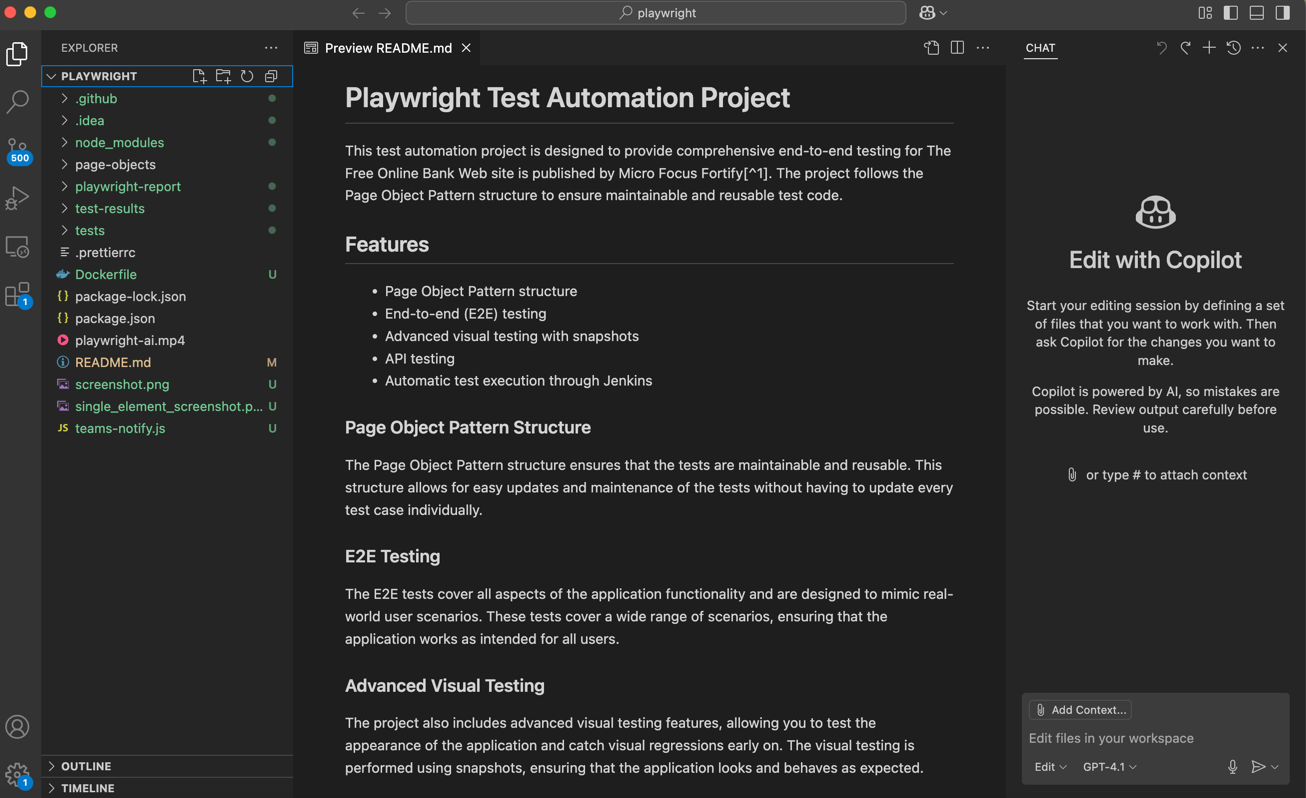 playwright
EXPLORER
PLAYWRIGHT
.github
.idea
node_modules
page-objects
playwright-report
test-results
tests
.prettierrc
Dockerfile U
package-lock.json
package.json
playwright-ai.mp4
README.md M
screenshot.png U
single_element_screenshot.p... U
JS teams-notify.js U
OUTLINE
TIMELINE
500
1
1
Preview README.md
Playwright Test Automation Project
This test automation project is designed to provide comprehensive end-to-end testing for The
Free Online Bank Web site is published by Micro Focus Fortify[^1]. The project follows the
Page Object Pattern structure to ensure maintainable and reusable test code.
Features
• Page Object Pattern structure
• End-to-end (E2E) testing
• Advanced visual testing with snapshots
• API testing
• Automatic test execution through Jenkins
Page Object Pattern Structure
The Page Object Pattern structure ensures that the tests are maintainable and reusable. This
structure allows for easy updates and maintenance of the tests without having to update every
test case individually.
E2E Testing
The E2E tests cover all aspects of the application functionality and are designed to mimic real-
world user scenarios. These tests cover a wide range of scenarios, ensuring that the
application works as intended for all users.
Advanced Visual Testing
The project also includes advanced visual testing features, allowing you to test the
appearance of the application and catch visual regressions early on. The visual testing is
performed using snapshots, ensuring that the application looks and behaves as expected.
CHAT
Edit with Copilot
Start your editing session by defining a set
of files that you want to work with. Then
ask Copilot for the changes you want to
make.
Copilot is powered by AI, so mistakes are
possible. Review output carefully before
use.
or type # to attach context
Add Context...
Edit files in your workspace
Edit GPT-4.1